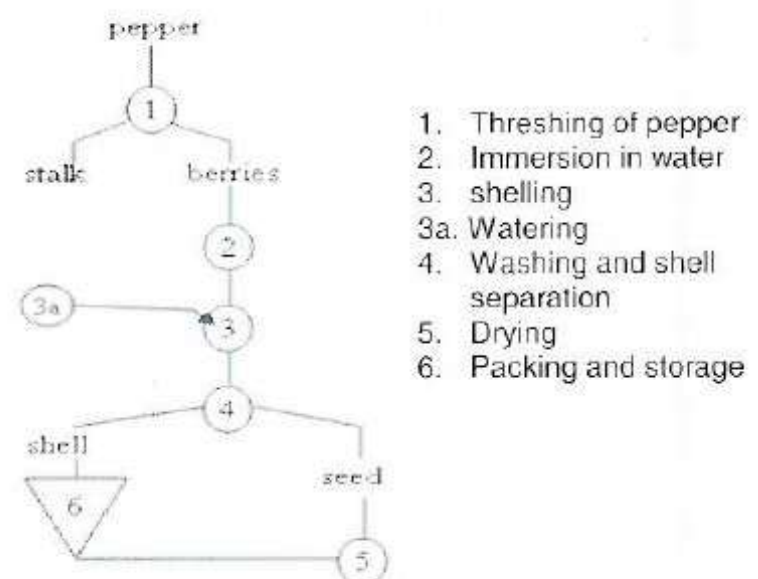 pepper
1
stalk
berries
2
3a
3
4
shell
seed
6
5
1. Threshing of pepper
2. Immersion in water
3. shelling
3a. Watering
4. Washing and shell
separation
5. Drying
6. Packing and storage